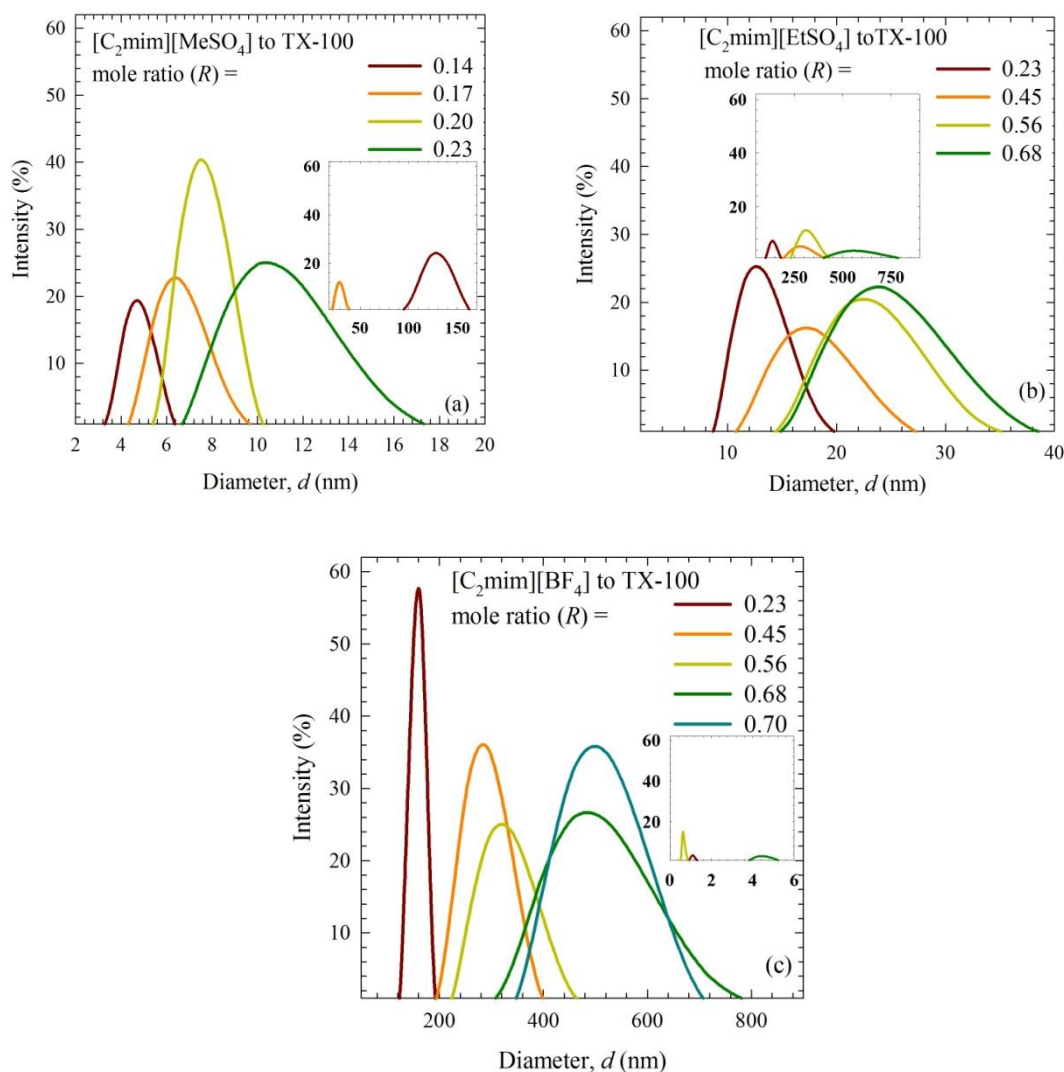 [C₂mim][MeSO₄] to TX-100
mole ratio (R) =
0.14
0.17
0.20
0.23
60
50
40
30
20
10
Intensity (%)
60
40
20
50
100
150
(a)
2 4 6 8 10 12 14 16 18 20
Diameter, d (nm)
[C₂mim][EtSO₄] toTX-100
mole ratio (R) =
0.23
0.45
0.56
0.68
60
50
40
30
20
10
Intensity (%)
60
40
20
250 500 750
(b)
10 20 30 40
Diameter, d (nm)
[C₂mim][BF₄] to TX-100
mole ratio (R) =
0.23
0.45
0.56
0.68
0.70
60
50
40
30
20
10
Intensity (%)
60
40
20
0 2 4 6
(c)
200 400 600 800
Diameter, d (nm)